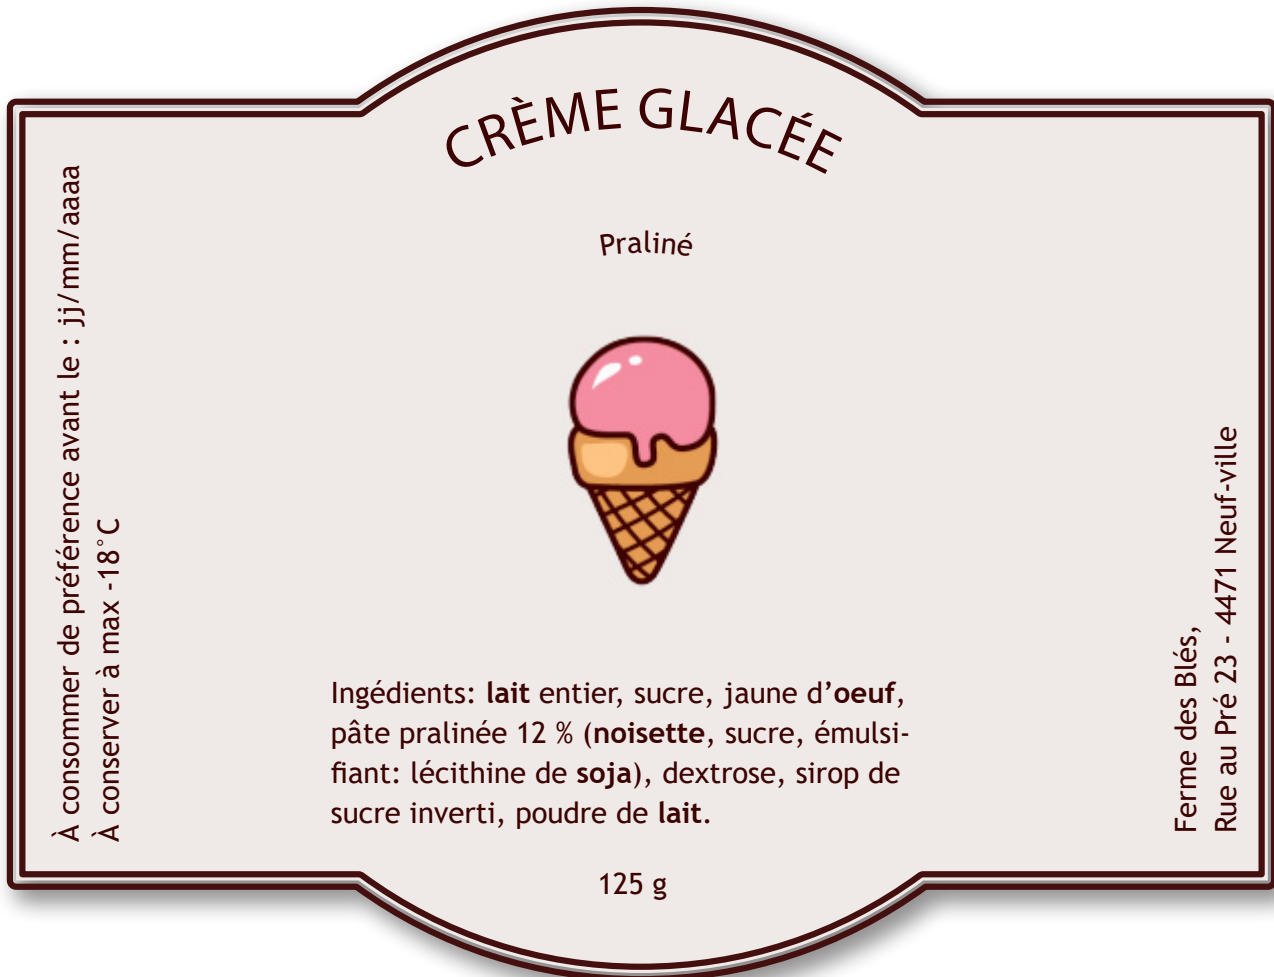 CRÈME GLACÉE
Praliné
À consommer de préférence avant le : jj/mm/aaaa
À conserver à max -18°C
Ingédients: lait entier, sucre, jaune d’oeuf,
pâte pralinée 12 % (noisette, sucre, émulsi-
fiant: lécithine de soja), dextrose, sirop de
sucre inverti, poudre de lait.
125 g
Ferme des Blés,
Rue au Pré 23 - 4471 Neuf-ville